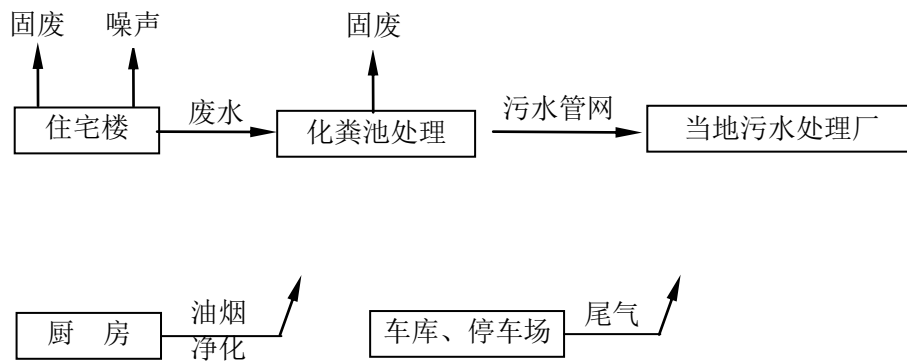 固废 噪声 固废
住宅楼 废水 化粪池处理 污水管网 当地污水处理厂
厨 房 油烟 车库、停车场 尾气
净化